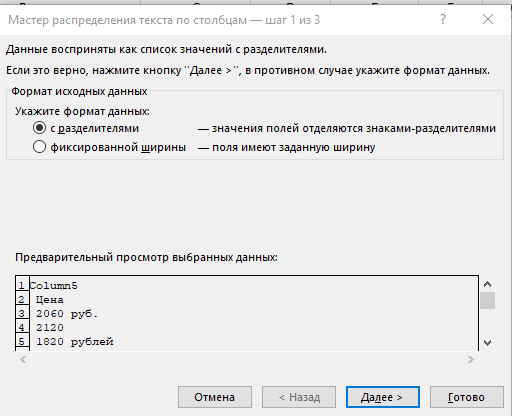 Мастер распределения текста по столбцам — шаг 1 из 3 ?
Данные восприняты как список значений с разделителями.
Если это верно, нажмите кнопку "Далее >", в противном случае укажите формат данных.
Формат исходных данных
Укажите формат данных:
с разделителями — значения полей отделяются знаками-разделителями
фиксированной ширины — поля имеют заданную ширину
Предварительный просмотр выбранных данных:
1 Column5
2 Цена
3 2060 руб.
4 2120
5 1820 рублей
Отмена < Назад Далее > Готово